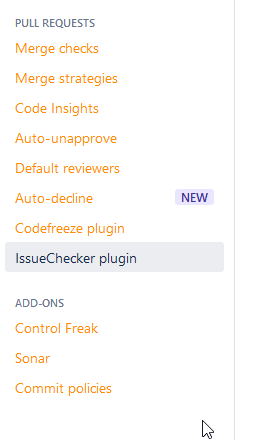 PULL REQUESTS
Merge checks
Merge strategies
Code Insights
Auto-unapprove
Default reviewers
Auto-decline NEW
Codefreeze plugin
IssueChecker plugin
ADD-ONS
Control Freak
Sonar
Commit policies